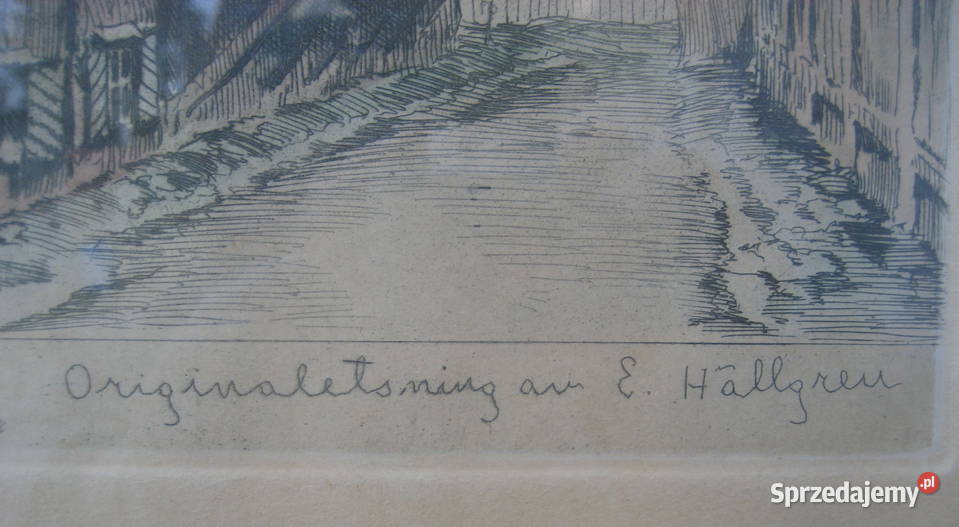 Originaletsning av E. Hällgren
Sprzedajemy.pl